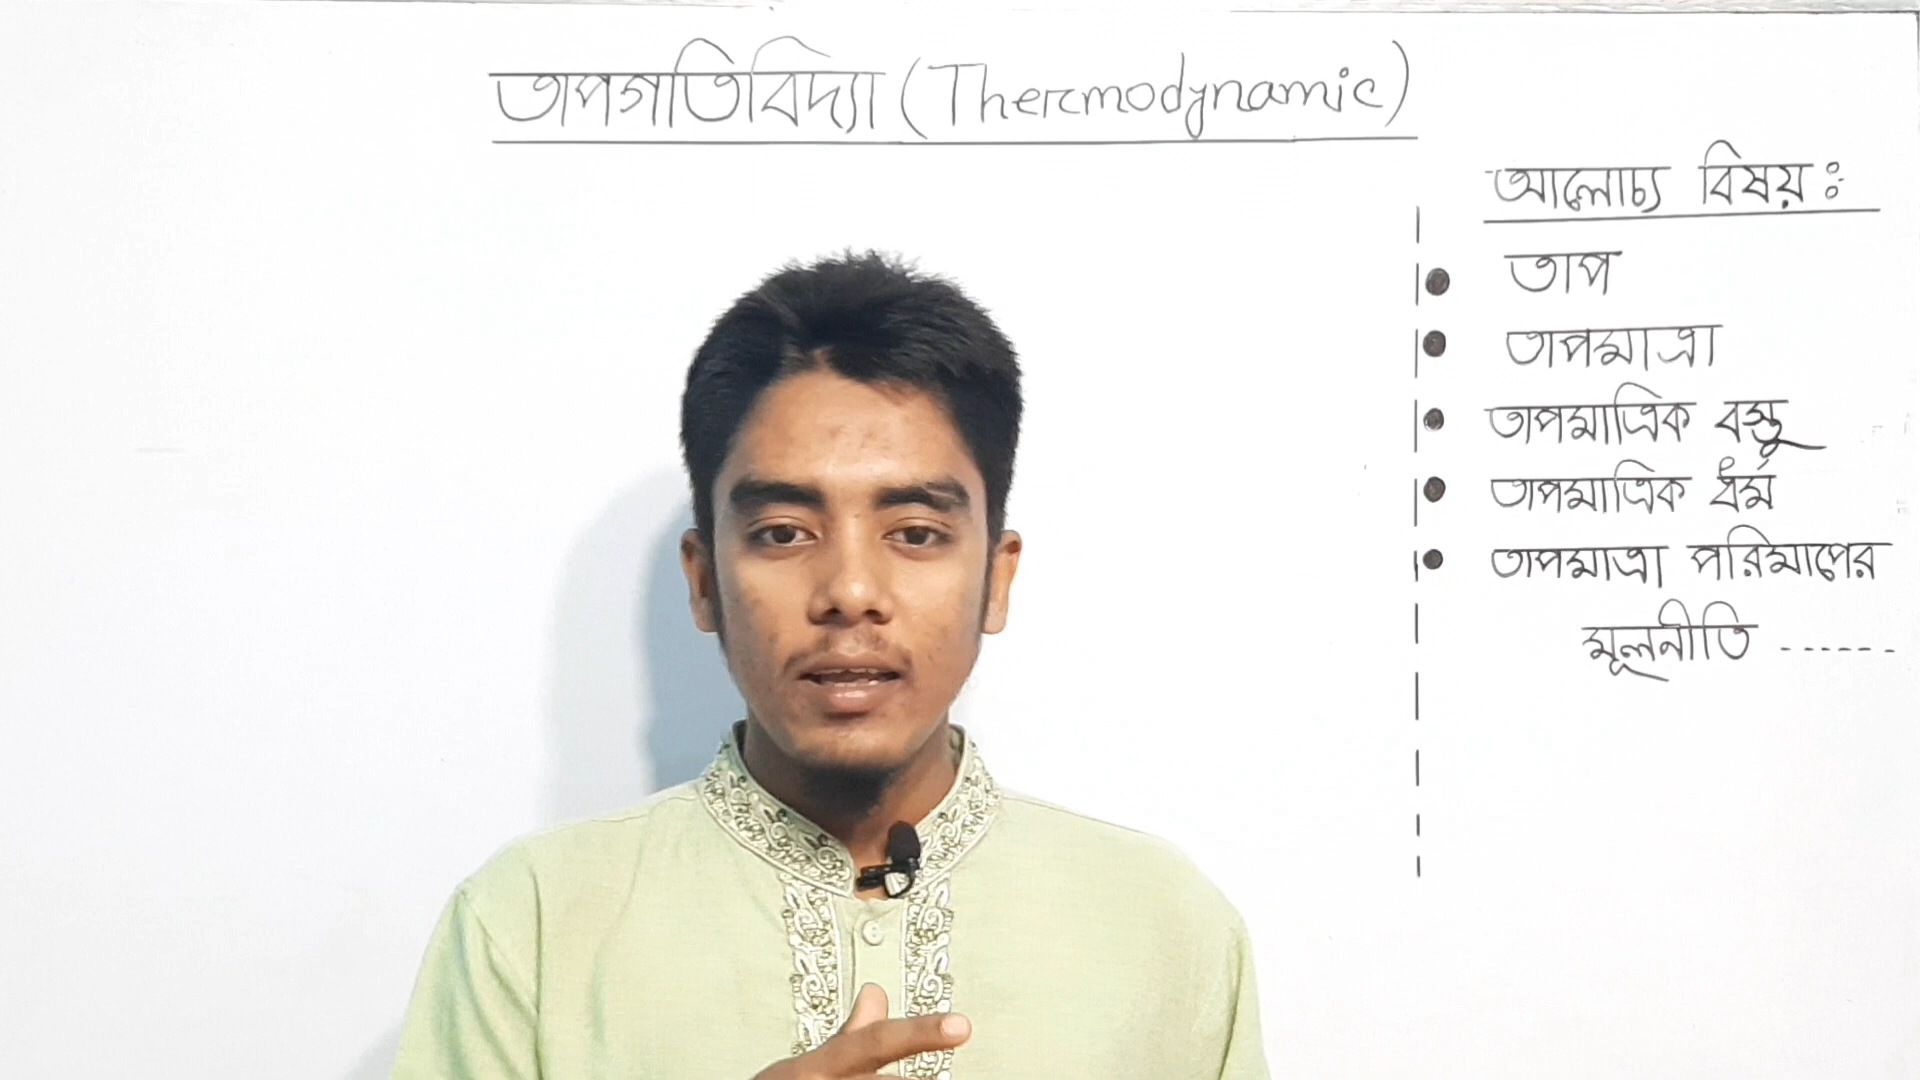 তাপগতিবিদ্যা (Thermodynamic)
আলোচ্য বিষয় :
• তাপ
• তাপমাত্রা
• তাপমাত্রিক বস্তু
• তাপমাত্রিক ধর্ম
• তাপমাত্রা পরিমাপের
মূলনীতি ------